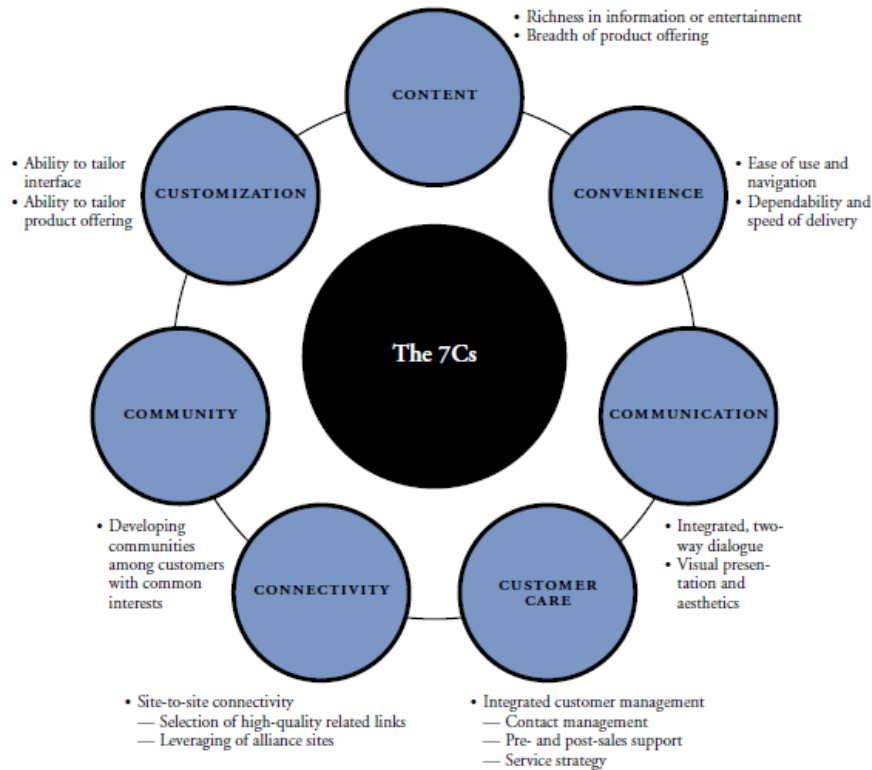 • Richness in information or entertainment
• Breadth of product offering
CONTENT
• Ability to tailor
interface
• Ability to tailor
product offering
CUSTOMIZATION
CONVENIENCE
• Ease of use and
navigation
• Dependability and
speed of delivery
The 7Cs
COMMUNITY
COMMUNICATION
• Developing
communities
among customers
with common
interests
• Integrated, two-
way dialogue
• Visual presen-
tation and
aesthetics
CONNECTIVITY
CUSTOMER
CARE
• Site-to-site connectivity
— Selection of high-quality related links
— Leveraging of alliance sites
• Integrated customer management
— Contact management
— Pre- and post-sales support
— Service strategy